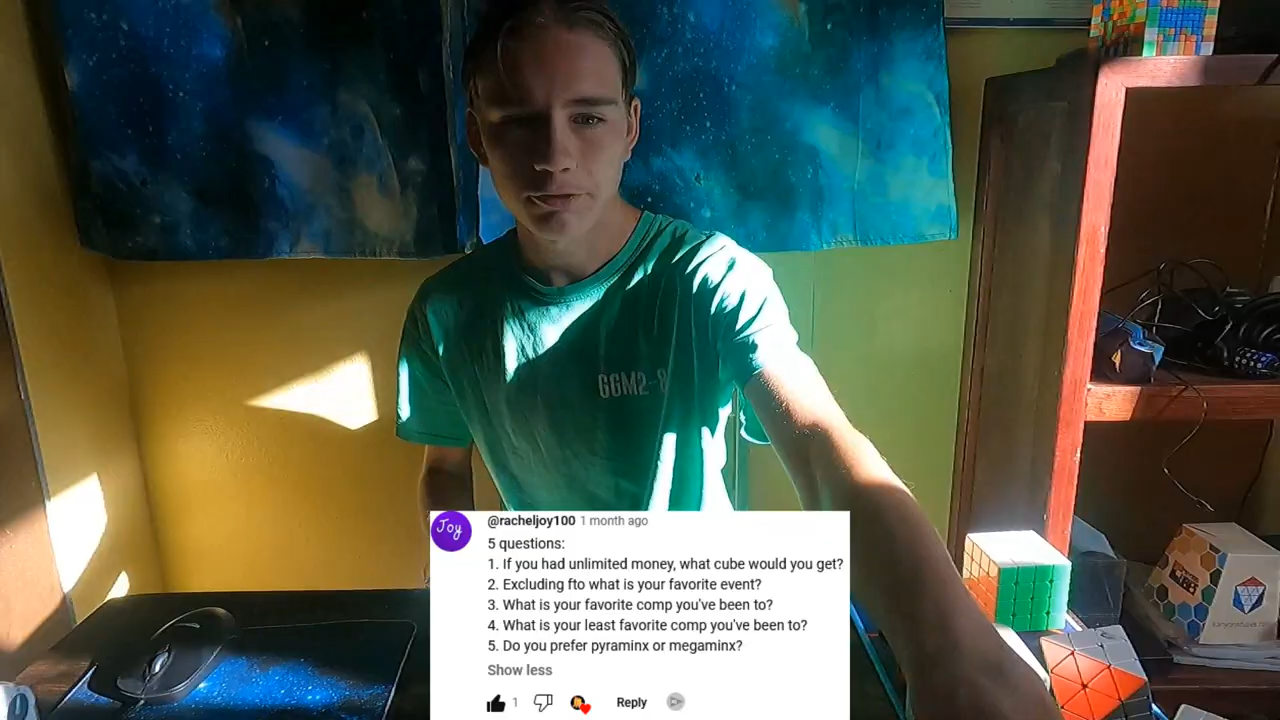 GGM2-8
Joy
@racheljoy100 1 month ago
5 questions:
1. If you had unlimited money, what cube would you get?
2. Excluding fto what is your favorite event?
3. What is your favorite comp you've been to?
4. What is your least favorite comp you've been to?
5. Do you prefer pyraminx or megaminx?
Show less
1
Reply